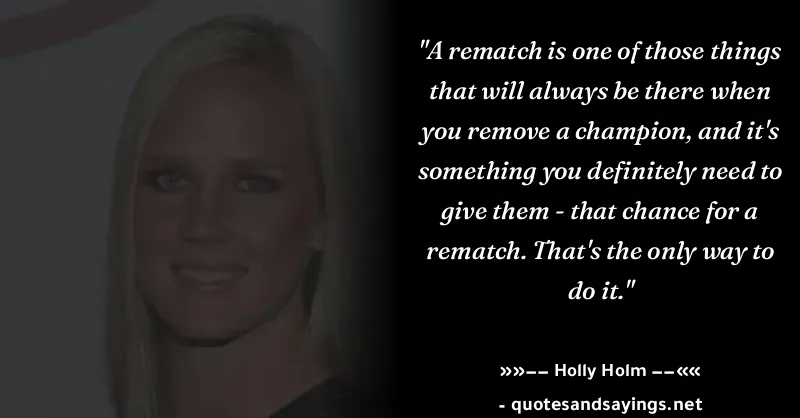 "A rematch is one of those things
that will always be there when
you remove a champion, and it's
something you definitely need to
give them - that chance for a
rematch. That's the only way to
do it."
»»−− Holly Holm −−««
- quotesandsayings.net